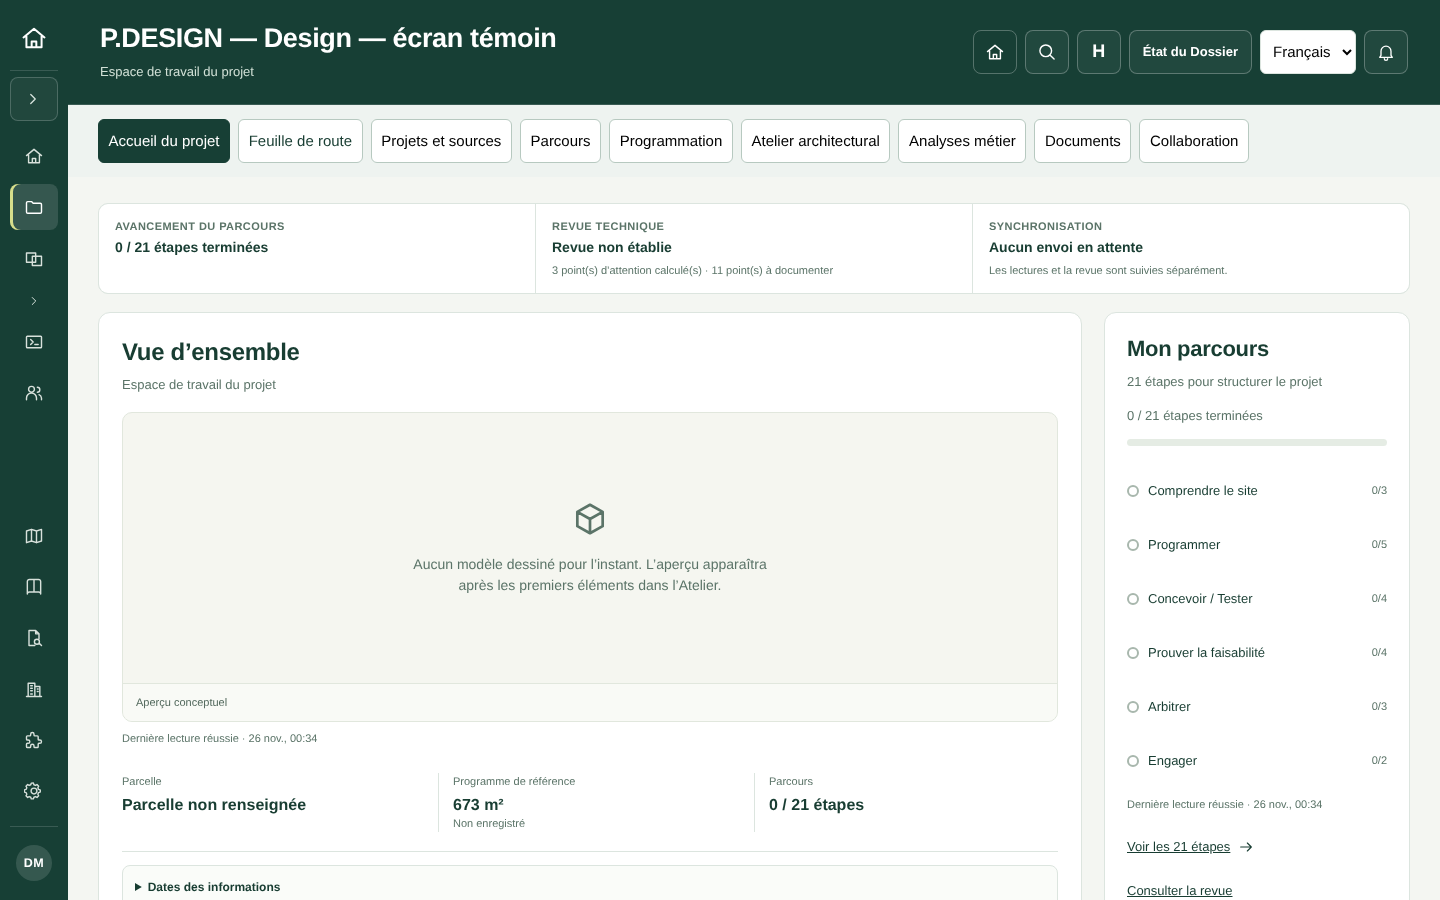 P.DESIGN — Design — écran témoin
Espace de travail du projet
H
État du Dossier
Français
Accueil du projet
Feuille de route
Projets et sources
Parcours
Programmation
Atelier architectural
Analyses métier
Documents
Collaboration
AVANCEMENT DU PARCOURS
0 / 21 étapes terminées
REVUE TECHNIQUE
Revue non établie
3 point(s) d’attention calculé(s) · 11 point(s) à documenter
SYNCHRONISATION
Aucun envoi en attente
Les lectures et la revue sont suivies séparément.
Vue d’ensemble
Espace de travail du projet
Aucun modèle dessiné pour l’instant. L’aperçu apparaîtra
après les premiers éléments dans l’Atelier.
Aperçu conceptuel
Dernière lecture réussie · 26 nov., 00:34
Parcelle
Parcelle non renseignée
Programme de référence
673 m²
Non enregistré
Parcours
0 / 21 étapes
Dates des informations
Mon parcours
21 étapes pour structurer le projet
0 / 21 étapes terminées
Comprendre le site 0/3
Programmer 0/5
Concevoir / Tester 0/4
Prouver la faisabilité 0/4
Arbitrer 0/3
Engager 0/2
Dernière lecture réussie · 26 nov., 00:34
Voir les 21 étapes
Consulter la revue
DM